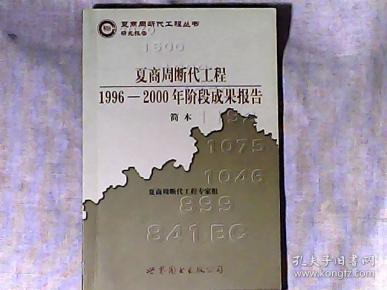 夏商周断代工程丛书
研究报告
1600
夏商周断代工程
1996—2000年阶段成果报告
简本
1075
1046
夏商周断代工程专家组
899
841BC
世界图书出版公司
孔夫子旧书网